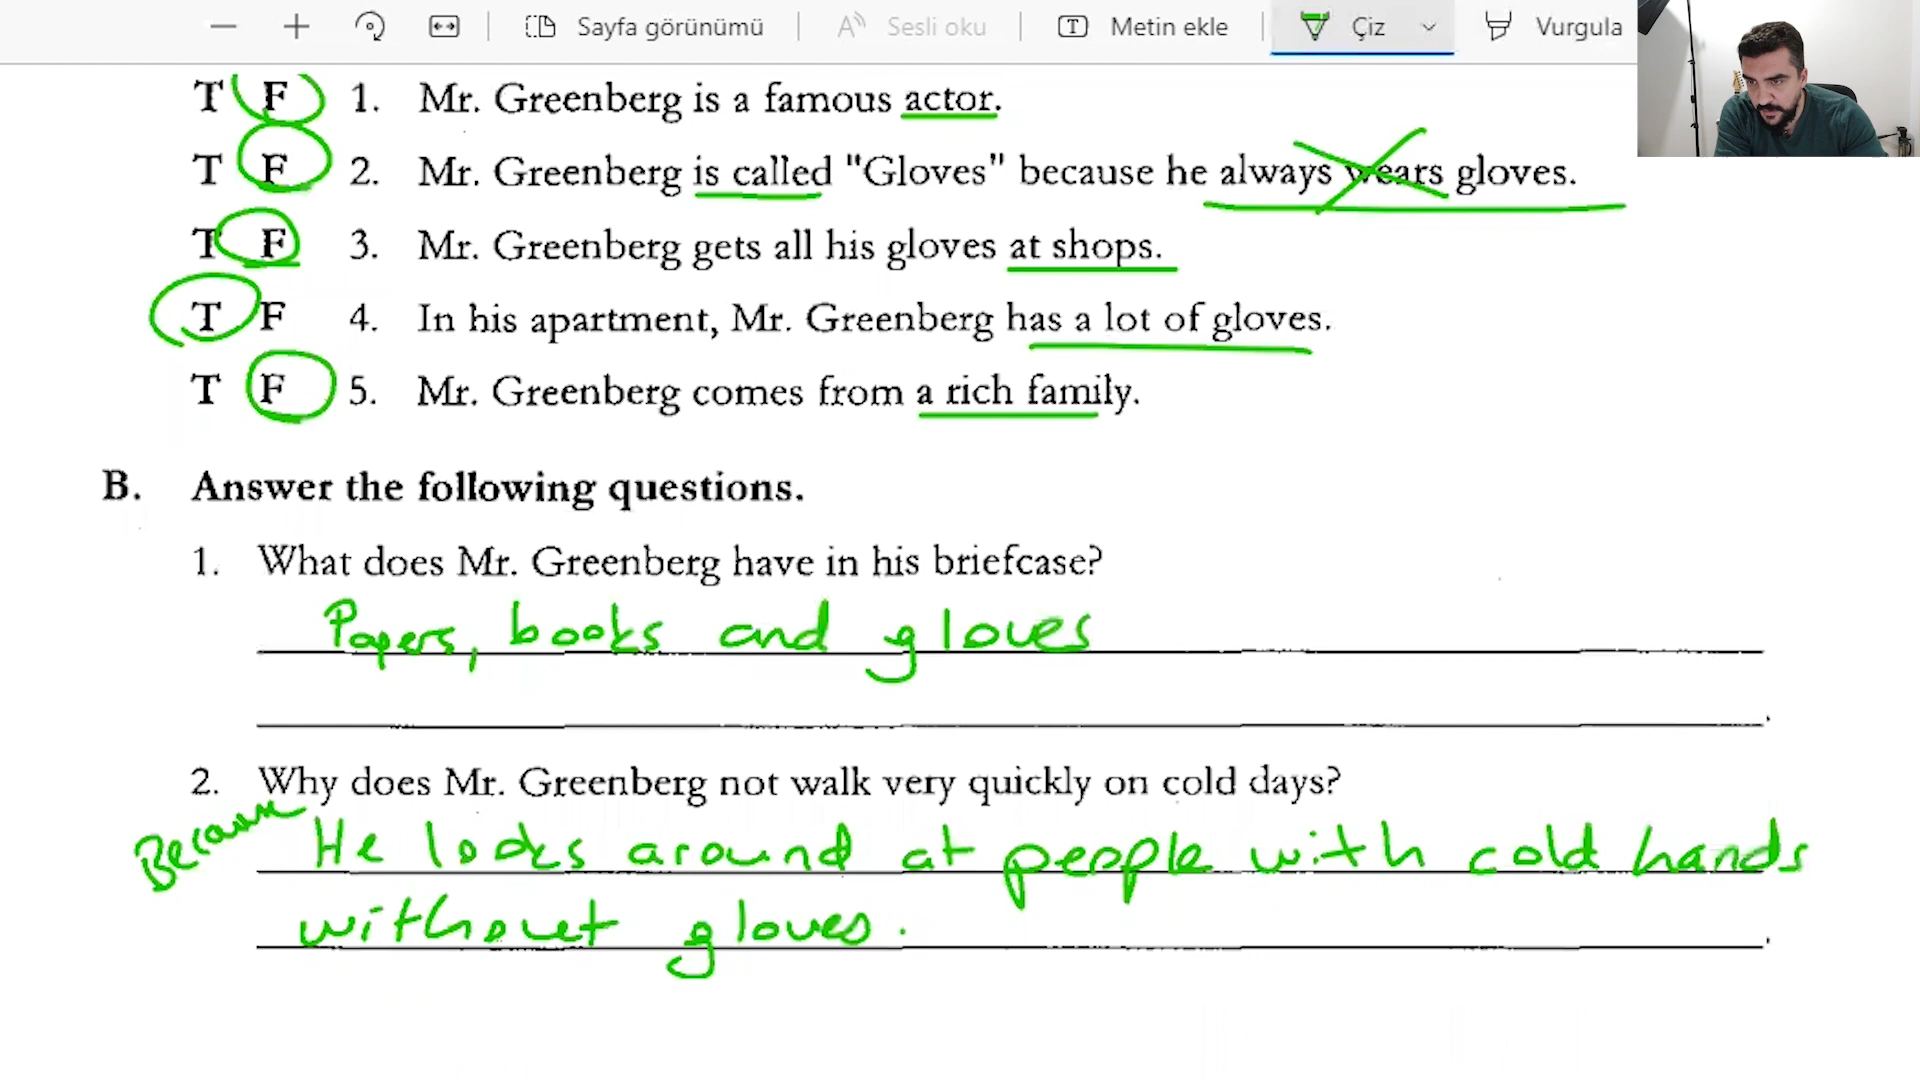 Sayfa görünümü Sesli oku Metin ekle Çiz Vurgula
T F 1. Mr. Greenberg is a famous actor.
T F 2. Mr. Greenberg is called "Gloves" because he always wears gloves.
T F 3. Mr. Greenberg gets all his gloves at shops.
T F 4. In his apartment, Mr. Greenberg has a lot of gloves.
T F 5. Mr. Greenberg comes from a rich family.
B. Answer the following questions.
1. What does Mr. Greenberg have in his briefcase?
Papers, books and gloves
2. Why does Mr. Greenberg not walk very quickly on cold days?
Because He looks around at people with cold hands
without gloves.